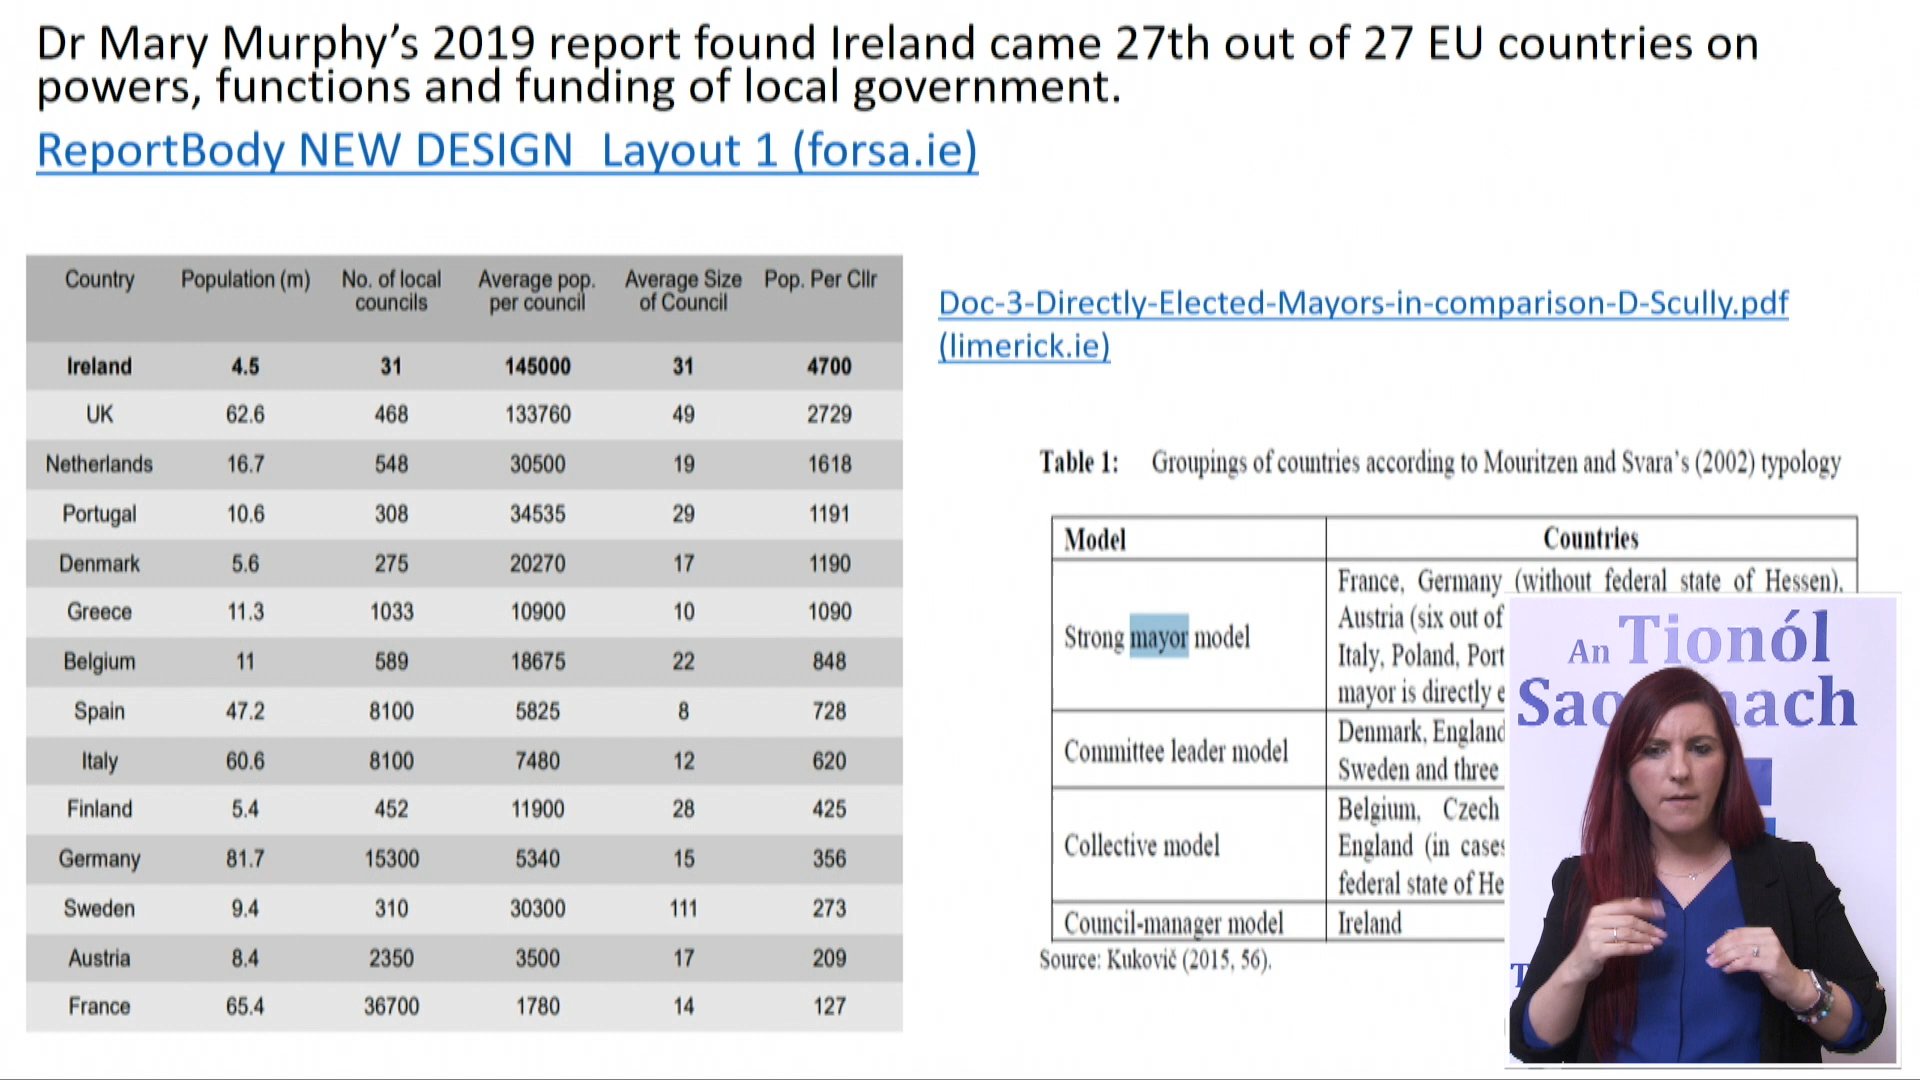 Dr Mary Murphy's 2019 report found Ireland came 27th out of 27 EU countries on
powers, functions and funding of local government.
ReportBody NEW DESIGN Layout 1 (forsa.ie)
Country Population (m) No. of local councils Average pop. per council Average Size of Council Pop. Per Cllr
Ireland 4.5 31 145000 31 4700
UK 62.6 468 133760 49 2729
Netherlands 16.7 548 30500 19 1618
Portugal 10.6 308 34535 29 1191
Denmark 5.6 275 20270 17 1190
Greece 11.3 1033 10900 10 1090
Belgium 11 589 18675 22 848
Spain 47.2 8100 5825 8 728
Italy 60.6 8100 7480 12 620
Finland 5.4 452 11900 28 425
Germany 81.7 15300 5340 15 356
Sweden 9.4 310 30300 111 273
Austria 8.4 2350 3500 17 209
France 65.4 36700 1780 14 127
Doc-3-Directly-Elected-Mayors-in-comparison-D-Scully.pdf
(limerick.ie)
Table 1: Groupings of countries according to Mouritzen and Svara's (2002) typology
Model Countries
Strong mayor model
France, Germany (without federal state of Hessen),
Austria (six out of
Italy, Poland, Port
mayor is directly e
Committee leader model
Denmark, England
Sweden and three
Collective model
Belgium, Czech
England (in cases
federal state of He
Council-manager model Ireland
Source: Kukovič (2015, 56).
An Tionól